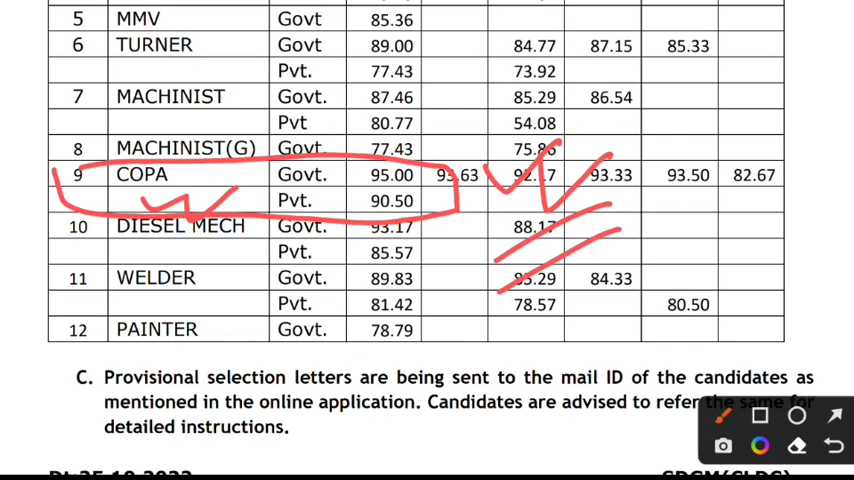 5 MMV Govt 85.36
6 TURNER Govt 89.00 84.77 87.15 85.33
Pvt. 77.43 73.92
7 MACHINIST Govt. 87.46 85.29 86.54
Pvt 80.77 54.08
8 MACHINIST(G) Govt. 77.43 75.86
9 COPA Govt. 95.00 93.33 93.50 82.67
Pvt. 90.50
10 DIESEL MECH Govt. 93.17 88.17
Pvt. 85.57
11 WELDER Govt. 89.83 84.33
Pvt. 81.42 78.57 80.50
12 PAINTER Govt. 78.79
C. Provisional selection letters are being sent to the mail ID of the candidates as
mentioned in the online application. Candidates are advised to refer the same for
detailed instructions.